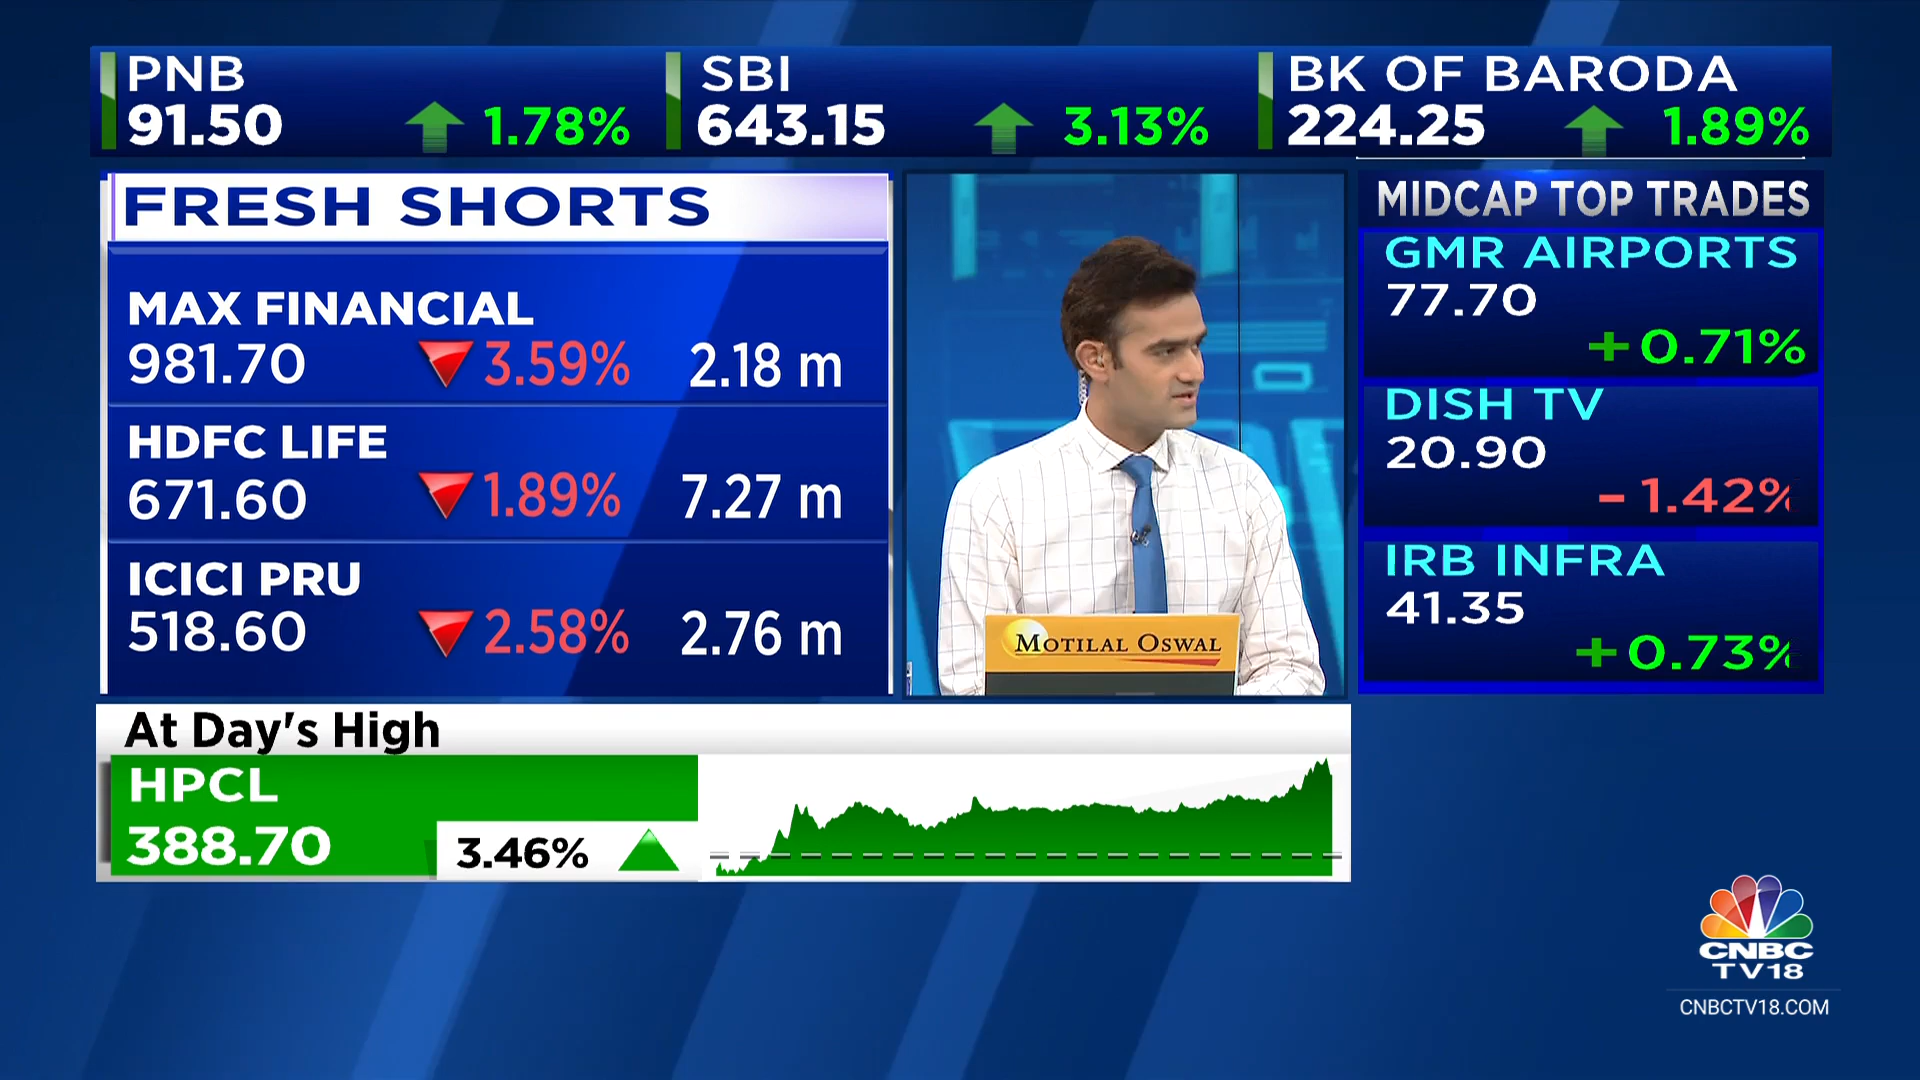 PNB
91.50 1.78%
SBI
643.15 3.13%
BK OF BARODA
224.25 1.89%
FRESH SHORTS
MAX FINANCIAL
981.70 3.59% 2.18 m
HDFC LIFE
671.60 1.89% 7.27 m
ICICI PRU
518.60 2.58% 2.76 m
MOTILAL OSWAL
MIDCAP TOP TRADES
GMR AIRPORTS
77.70
+0.71%
DISH TV
20.90
-1.42%
IRB INFRA
41.35
+0.73%
At Day's High
HPCL
388.70 3.46%
CNBC
TV18
CNBCTV18.COM